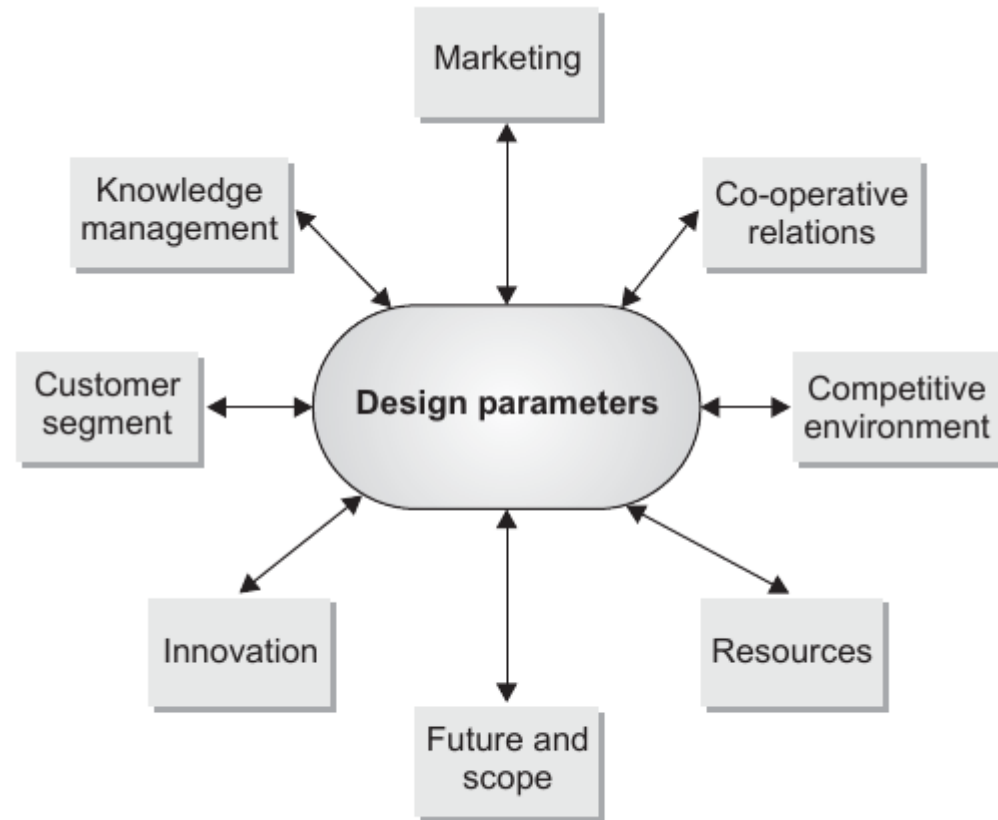 Marketing
Knowledge
management
Co-operative
relations
Customer
segment
Design parameters
Competitive
environment
Innovation
Resources
Future and
scope